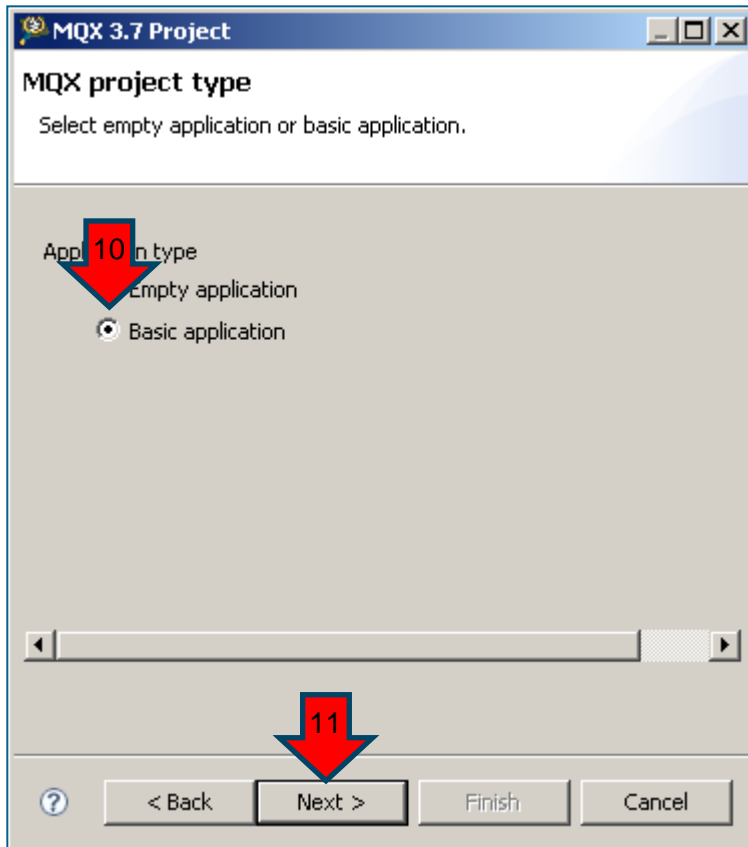 MQX 3.7 Project
MQX project type
Select empty application or basic application.
10
Appl n type
Empty application
Basic application
11
?
< Back Next > Finish Cancel